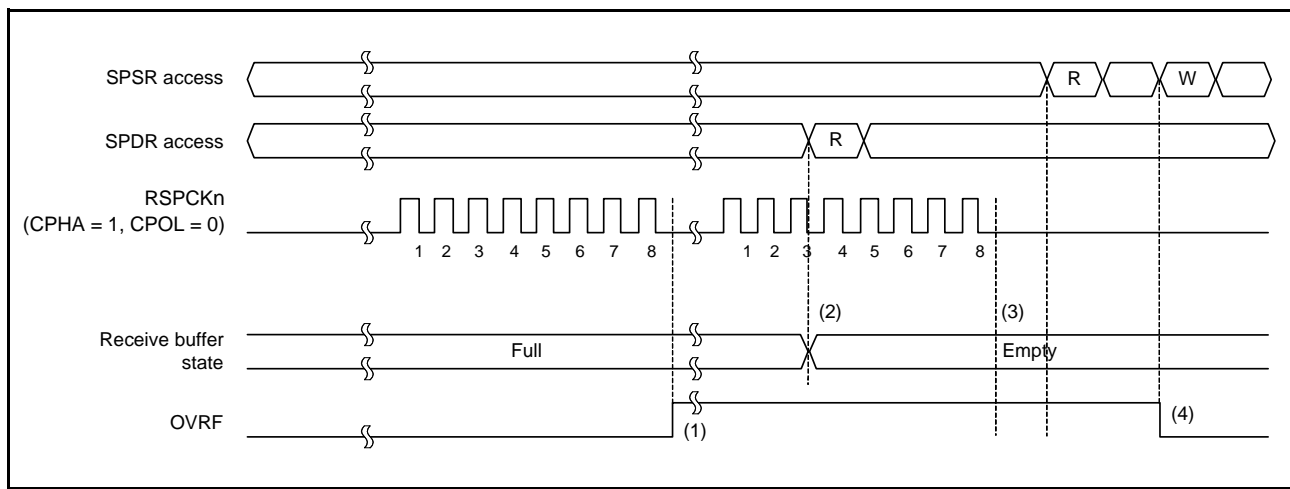 SPSR access
R
W
SPDR access
R
RSPCKn
(CPHA = 1, CPOL = 0)
1 2 3 4 5 6 7 8
1 2 3 4 5 6 7 8
(2)
(3)
Receive buffer
state
Full
Empty
OVRF
(1)
(4)